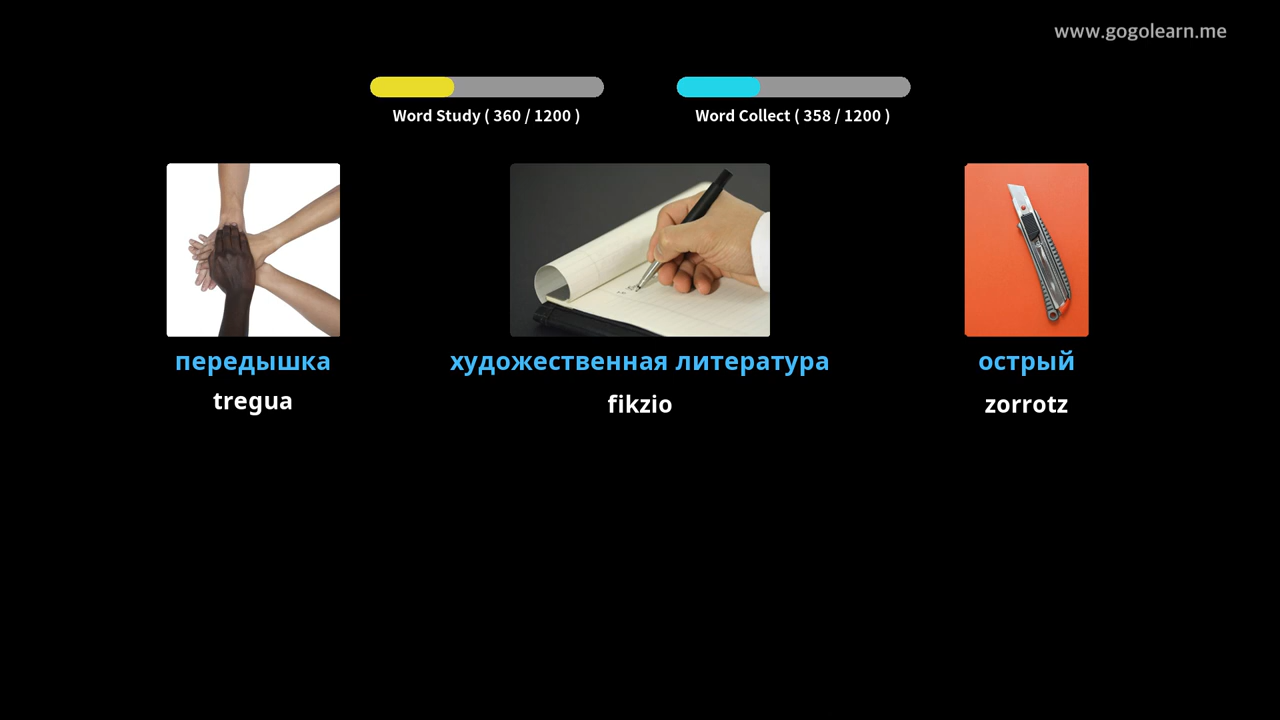 www.gogolearn.me
Word Study ( 360 / 1200 )
Word Collect ( 358 / 1200 )
передышка
tregua
художественная литература
fikzio
острый
zorrotz